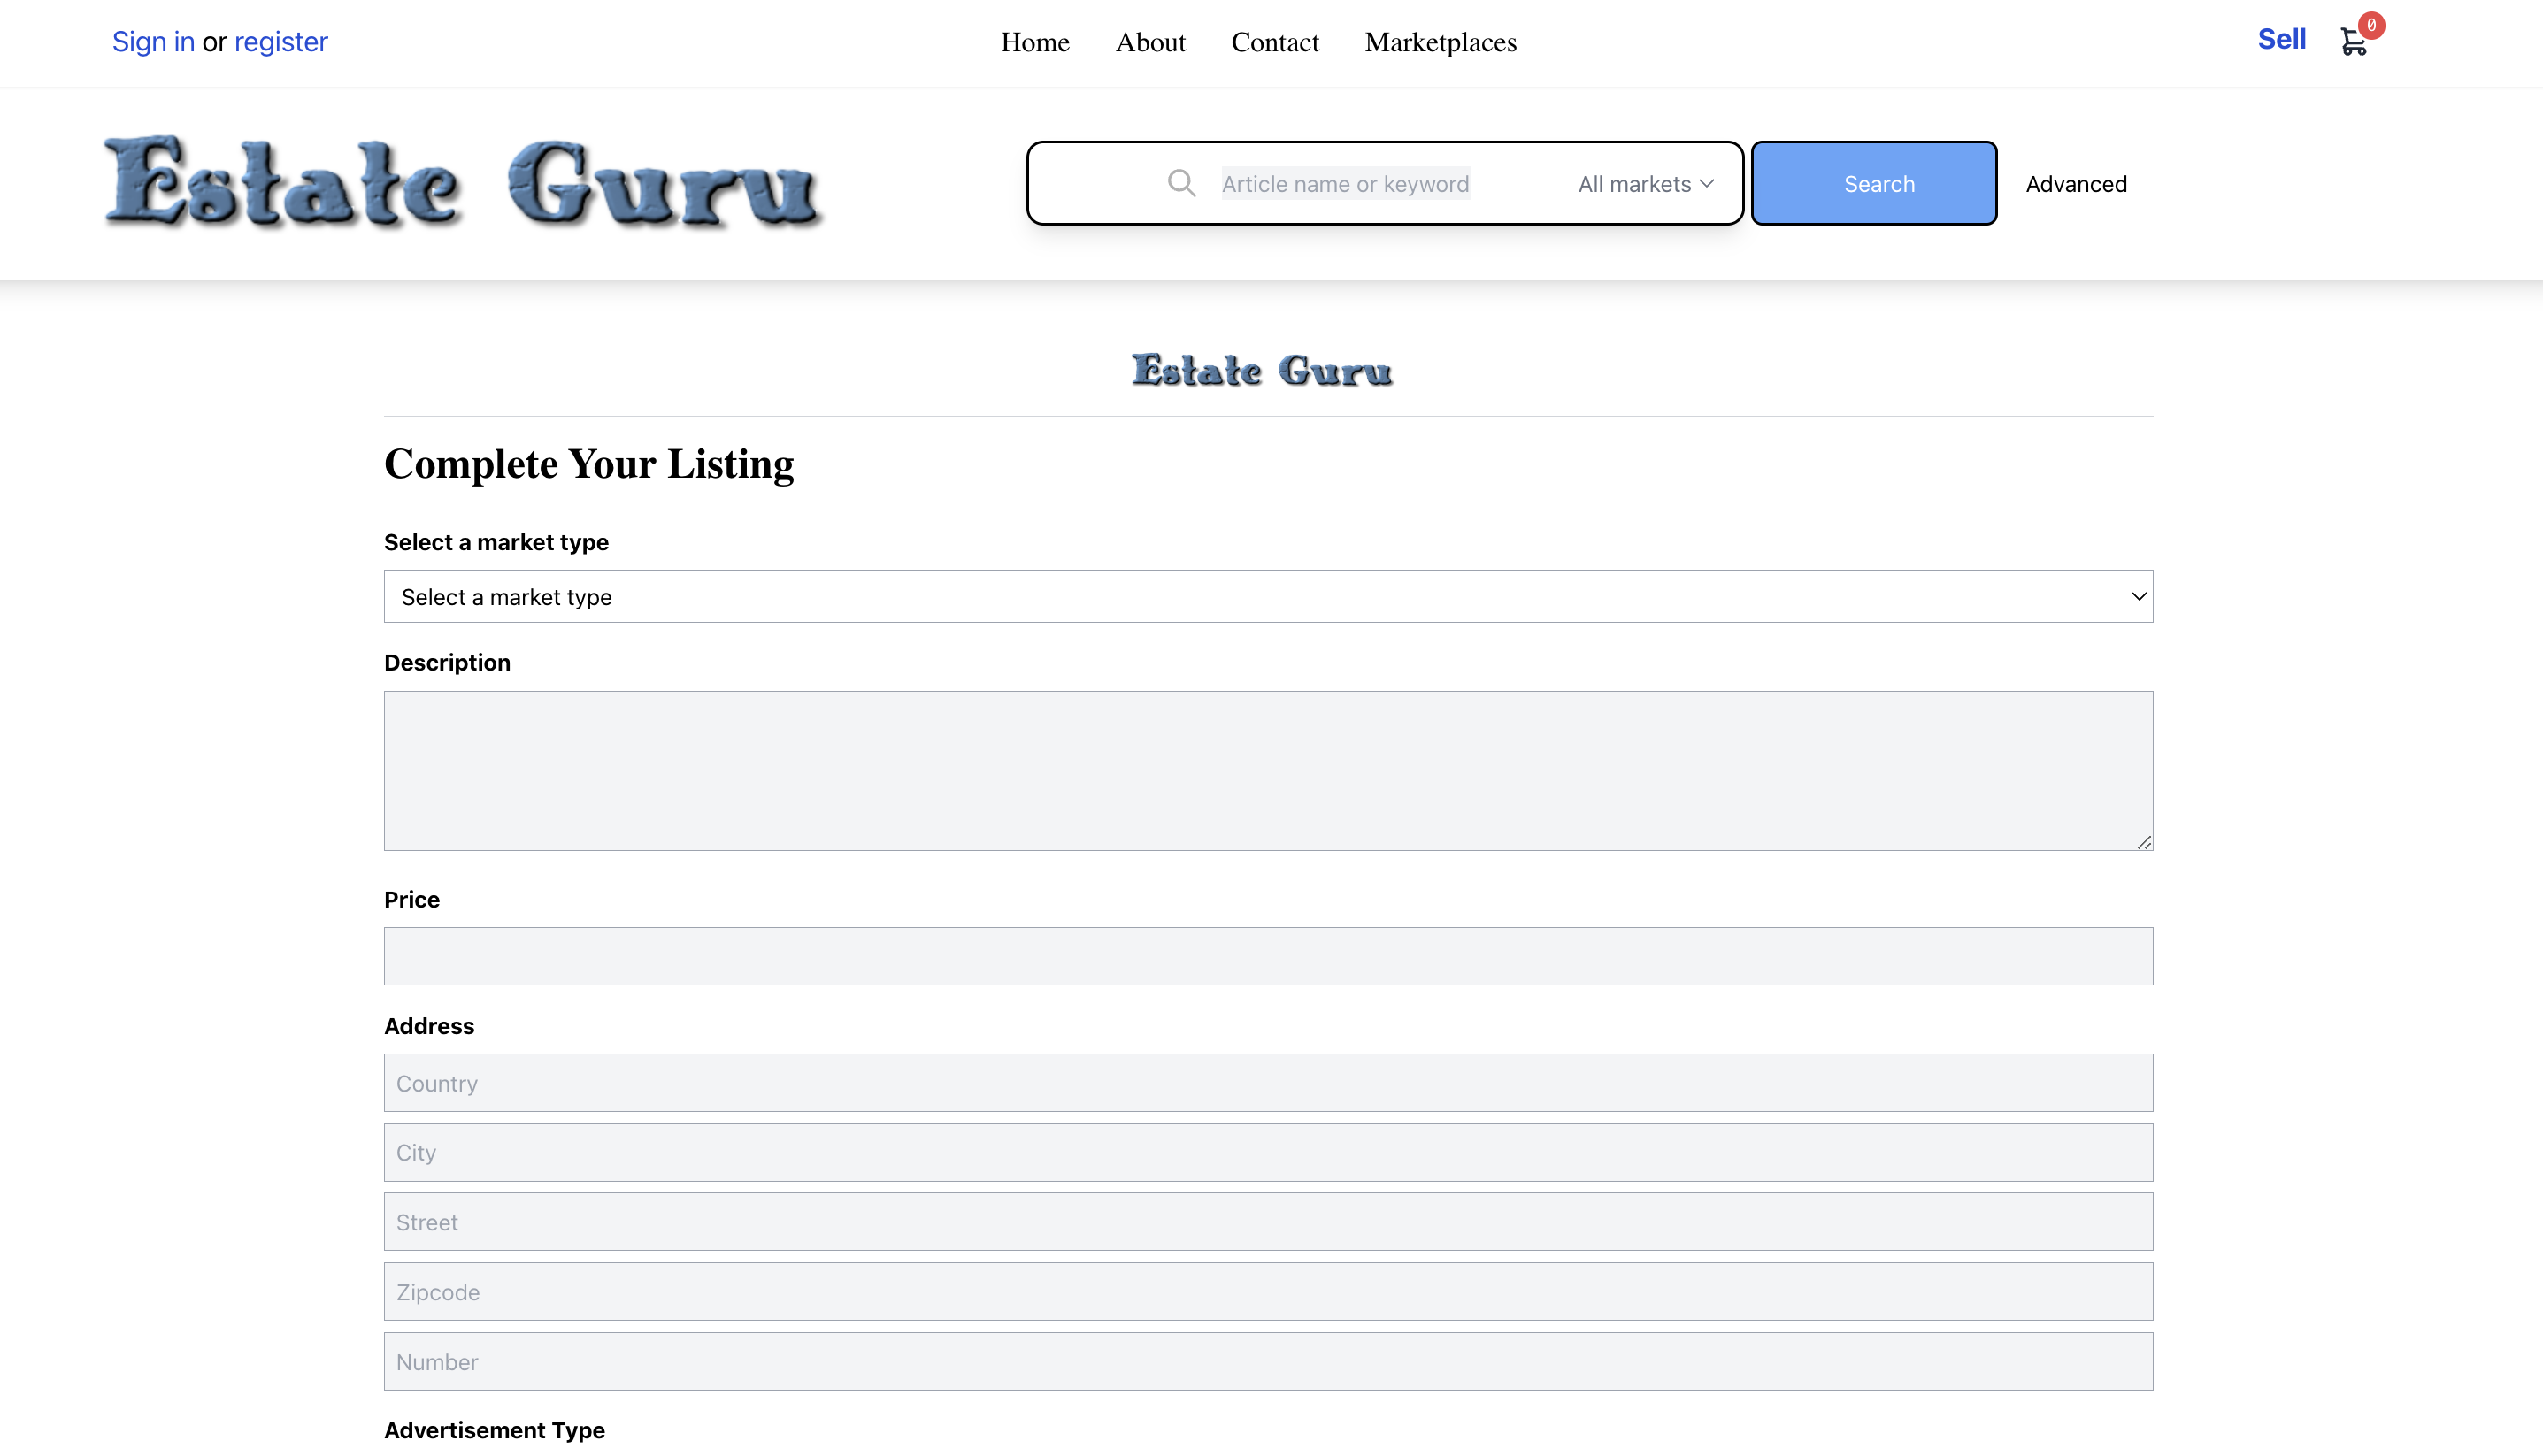 Sign in or register
Home About Contact Marketplaces
Sell
0
Estate Guru
Article name or keyword
All markets
Search
Advanced
Estate Guru
Complete Your Listing
Select a market type
Select a market type
Description
Price
Address
Country
City
Street
Zipcode
Number
Advertisement Type